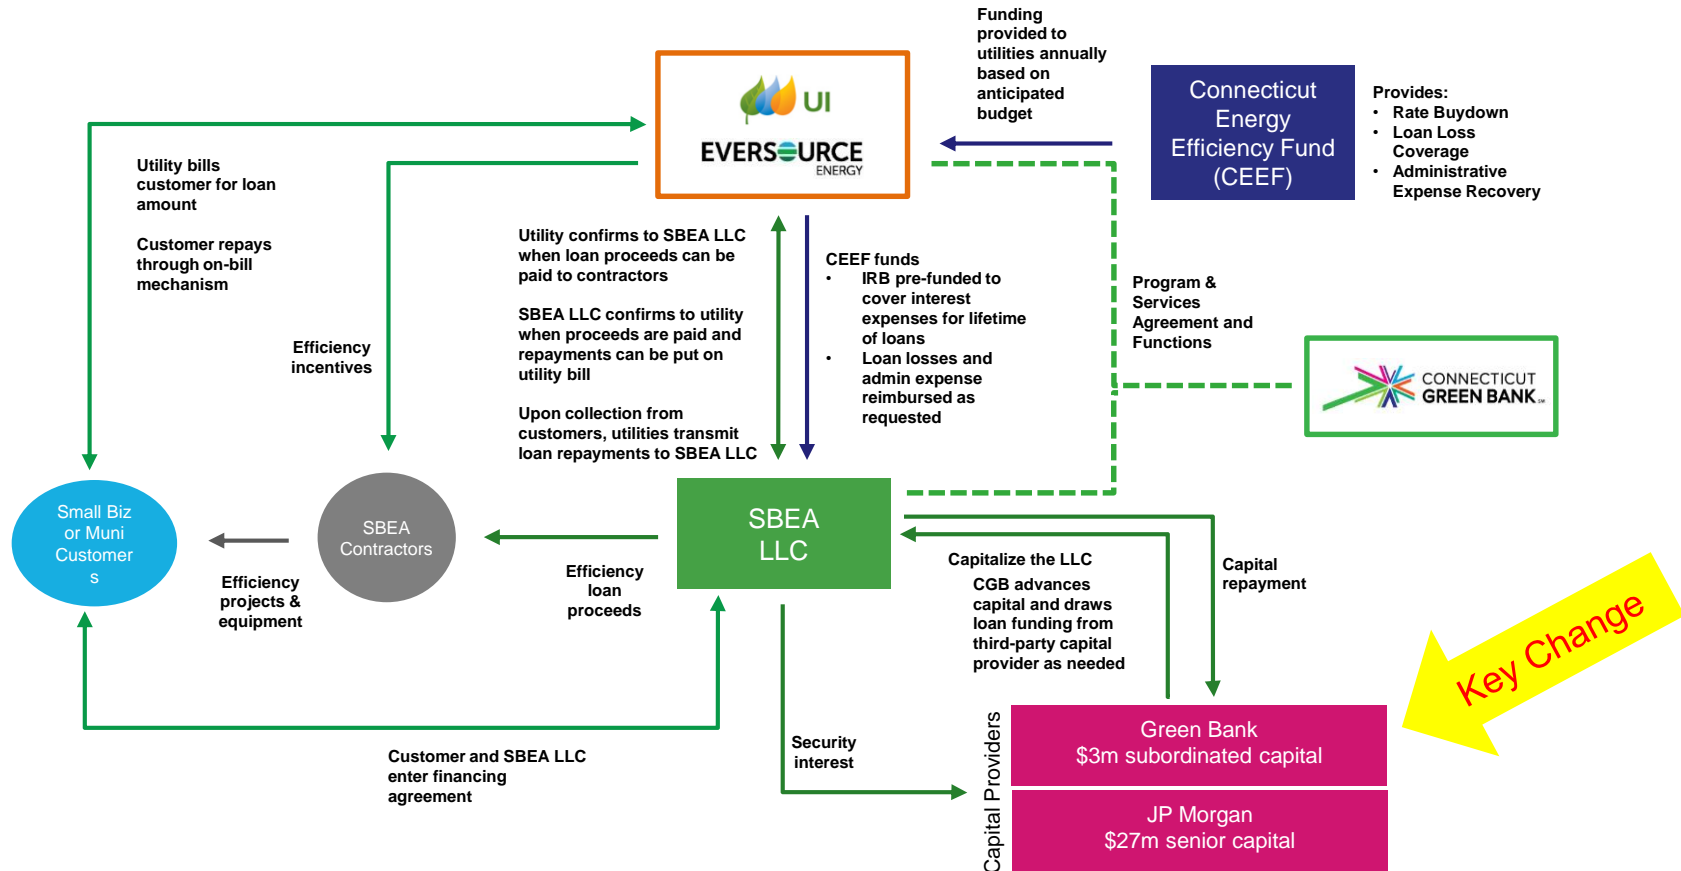 Funding
provided to
utilities annually
based on
anticipated
budget
UI
EVERSOURCE
ENERGY
Connecticut
Energy
Efficiency Fund
(CEEF)
Provides:
• Rate Buydown
• Loan Loss
Coverage
• Administrative
Expense Recovery
Utility bills
customer for loan
amount
Customer repays
through on-bill
mechanism
Efficiency
incentives
Utility confirms to SBEA LLC
when loan proceeds can be
paid to contractors
SBEA LLC confirms to utility
when proceeds are paid and
repayments can be put on
utility bill
Upon collection from
customers, utilities transmit
loan repayments to SBEA LLC
CEEF funds
• IRB pre-funded to
cover interest
expenses for lifetime
of loans
• Loan losses and
admin expense
reimbursed as
requested
Program &
Services
Agreement and
Functions
CONNECTICUT
GREEN BANK
Small Biz
or Muni
Customer
s
SBEA
Contractors
SBEA
LLC
Efficiency
projects &
equipment
Efficiency
loan
proceeds
Capitalize the LLC
CGB advances
capital and draws
loan funding from
third-party capital
provider as needed
Capital
repayment
Key Change
Customer and SBEA LLC
enter financing
agreement
Security
interest
Capital Providers
Green Bank
$3m subordinated capital
JP Morgan
$27m senior capital